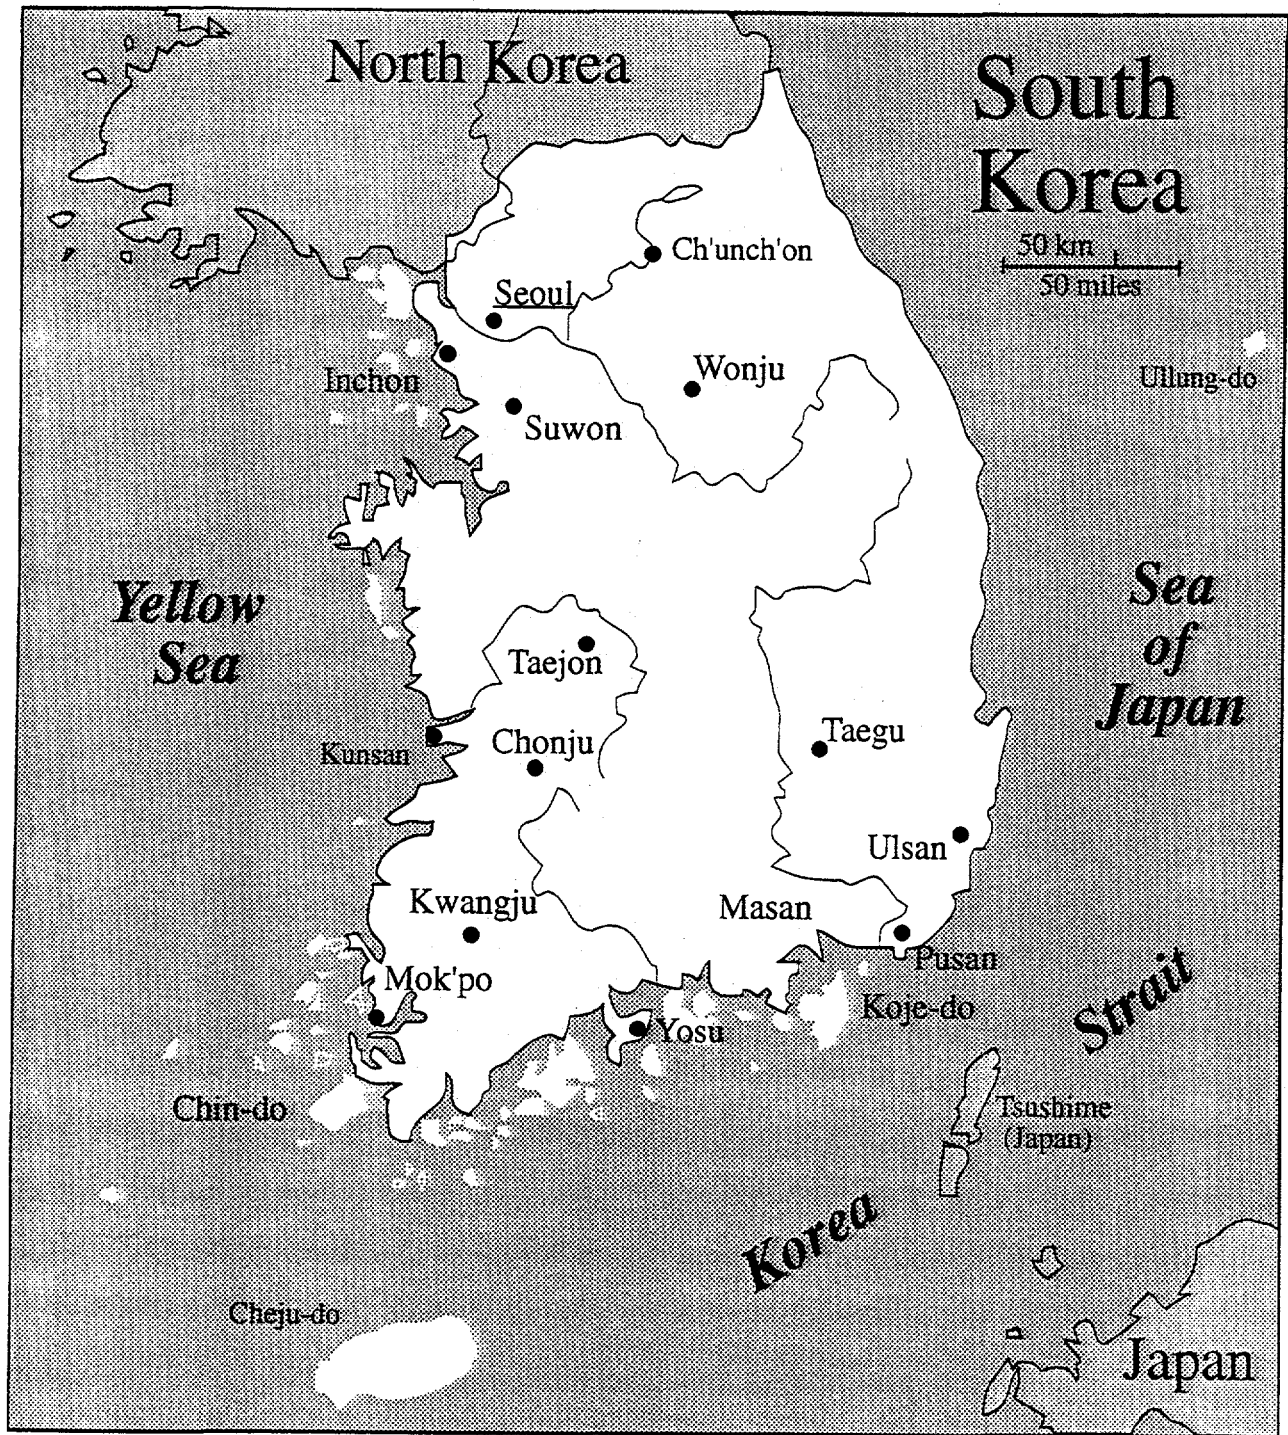 North Korea
South
Korea
50 km
50 miles
Ch'unch'on
Seoul
Wonju
Ullung-do
Inchon
Suwon
Yellow
Sea
Sea
of
Japan
Taejon
Taegu
Kunsan
Chonju
Ulsan
Kwangju
Masan
Pusan
Mok'po
Koje-do
Yosu
Strait
Chin-do
Tsushime
(Japan)
Korea
Cheju-do
Japan